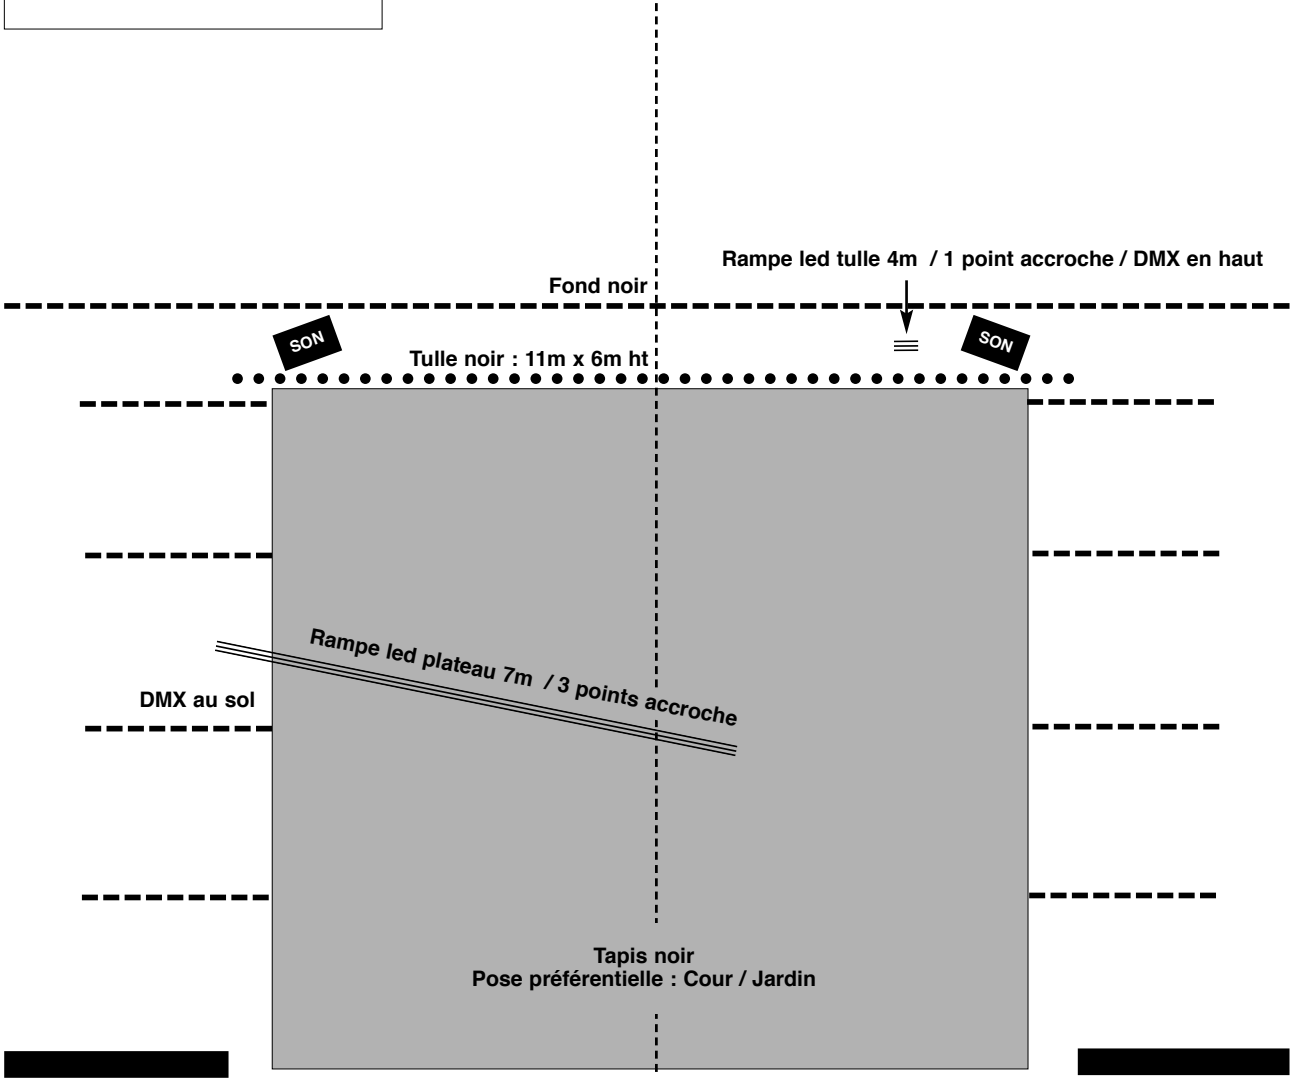 Rampe led tulle 4m / 1 point accroche / DMX en haut
Fond noir
SON
SON
Tulle noir : 11m x 6m ht
Rampe led plateau 7m / 3 points accroche
DMX au sol
Tapis noir
Pose préférentielle : Cour / Jardin